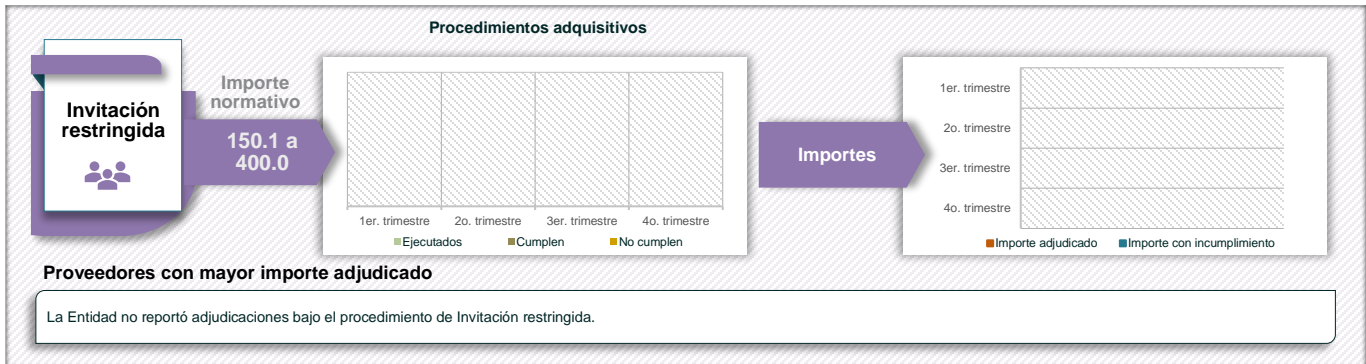 Procedimientos adquisitivos
Invitación
restringida
Importe
normativo
150.1 a
400.0
1er. trimestre
2o. trimestre
3er. trimestre
4o. trimestre
Ejecutados
Cumplen
No cumplen
Importes
1er. trimestre
2o. trimestre
3er. trimestre
4o. trimestre
Importe adjudicado
Importe con incumplimiento
Proveedores con mayor importe adjudicado
La Entidad no reportó adjudicaciones bajo el procedimiento de Invitación restringida.